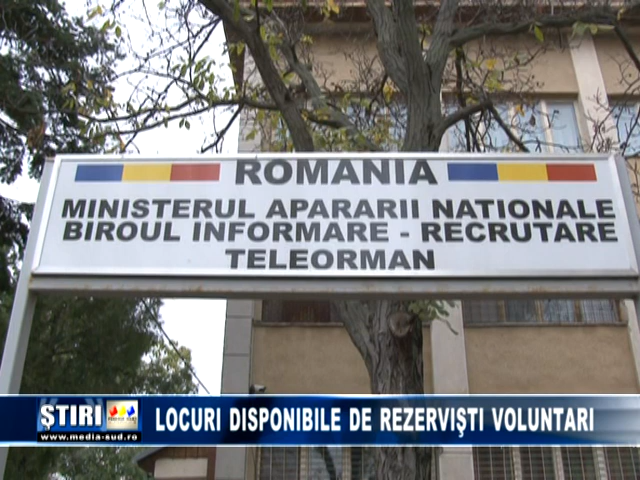 ROMANIA
MINISTERUL APARARII NATIONALE
BIROUL INFORMARE - RECRUTARE
TELEORMAN
ŞTIRI
LOCURI DISPONIBILE DE REZERVIŞTI VOLUNTARI
www.media-sud.ro